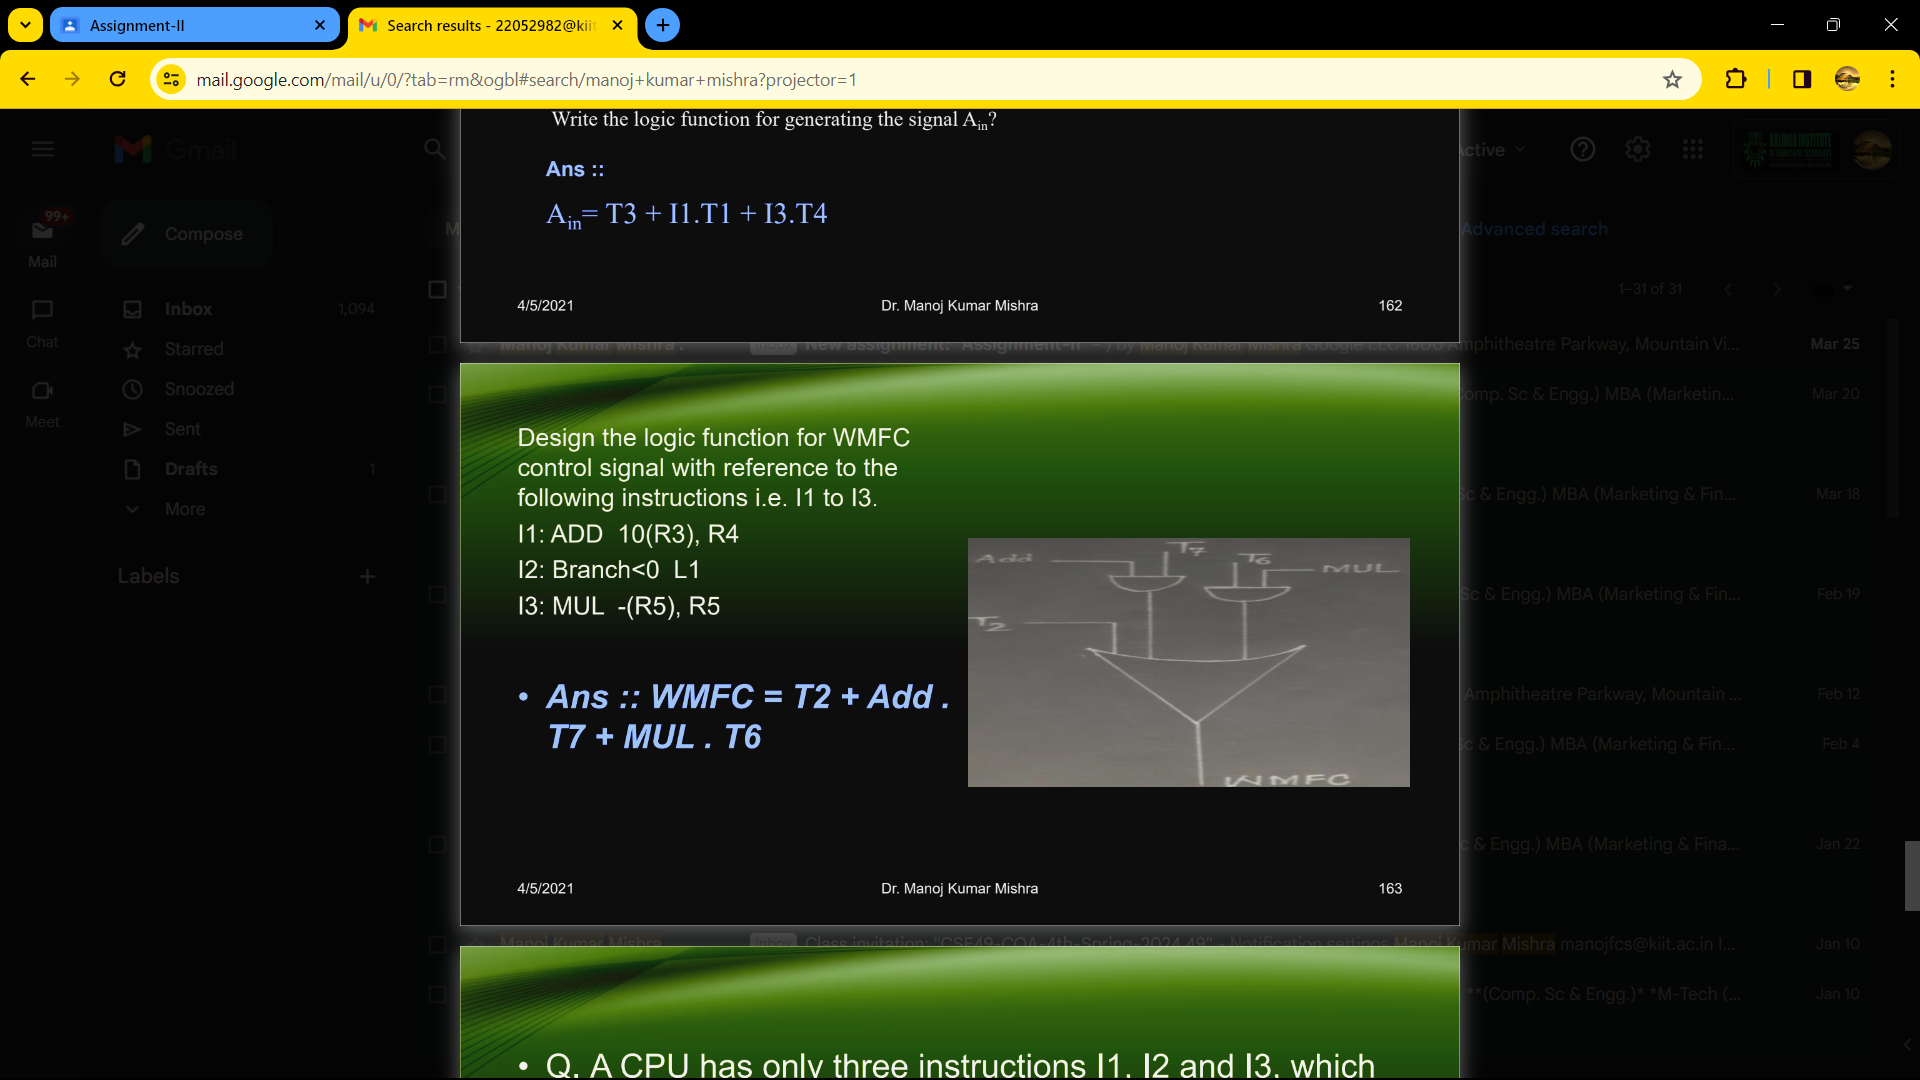 Assignment-II
Search results - 22052982@kiit
mail.google.com/mail/u/0/?tab=rm&ogbl#search/manoj+kumar+mishra?projector=1
Gmail
Active
KALINGA INSTITUTE
99+
Compose
Mail
Chat
Meet
Inbox 1,094
Starred
Snoozed
Sent
Drafts 1
More
Labels
Advanced search
1–31 of 31
Write the logic function for generating the signal Ain?
Ans ::
Ain= T3 + I1.T1 + I3.T4
4/5/2021 Dr. Manoj Kumar Mishra 162
Manoj Kumar Mishra . Inbox New assignment: "Assignment-II" - ) by Manoj Kumar Mishra Google LLC 1600 Amphitheatre Parkway, Mountain Vi... Mar 25
Comp. Sc & Engg.) MBA (Marketin... Mar 20
Sc & Engg.) MBA (Marketing & Fin... Mar 18
Sc & Engg.) MBA (Marketing & Fin... Feb 19
Amphitheatre Parkway, Mountain ... Feb 12
Sc & Engg.) MBA (Marketing & Fin... Feb 4
c & Engg.) MBA (Marketing & Fina... Jan 22
Design the logic function for WMFC
control signal with reference to the
following instructions i.e. I1 to I3.
I1: ADD 10(R3), R4
I2: Branch<0 L1
I3: MUL -(R5), R5
• Ans :: WMFC = T2 + Add .
T7 + MUL . T6
Add T7 T6 MUL
T2
WMFC
4/5/2021 Dr. Manoj Kumar Mishra 163
Manoj Kumar Mishra Inbox Class invitation: "CSE49-COA-4th-Spring-2024 49" - Notification settings Manoj Kumar Mishra manojfcs@kiit.ac.in I... Jan 10
**(Comp. Sc & Engg.)* *M-Tech (... Jan 10
• Q. A CPU has only three instructions I1, I2 and I3, which